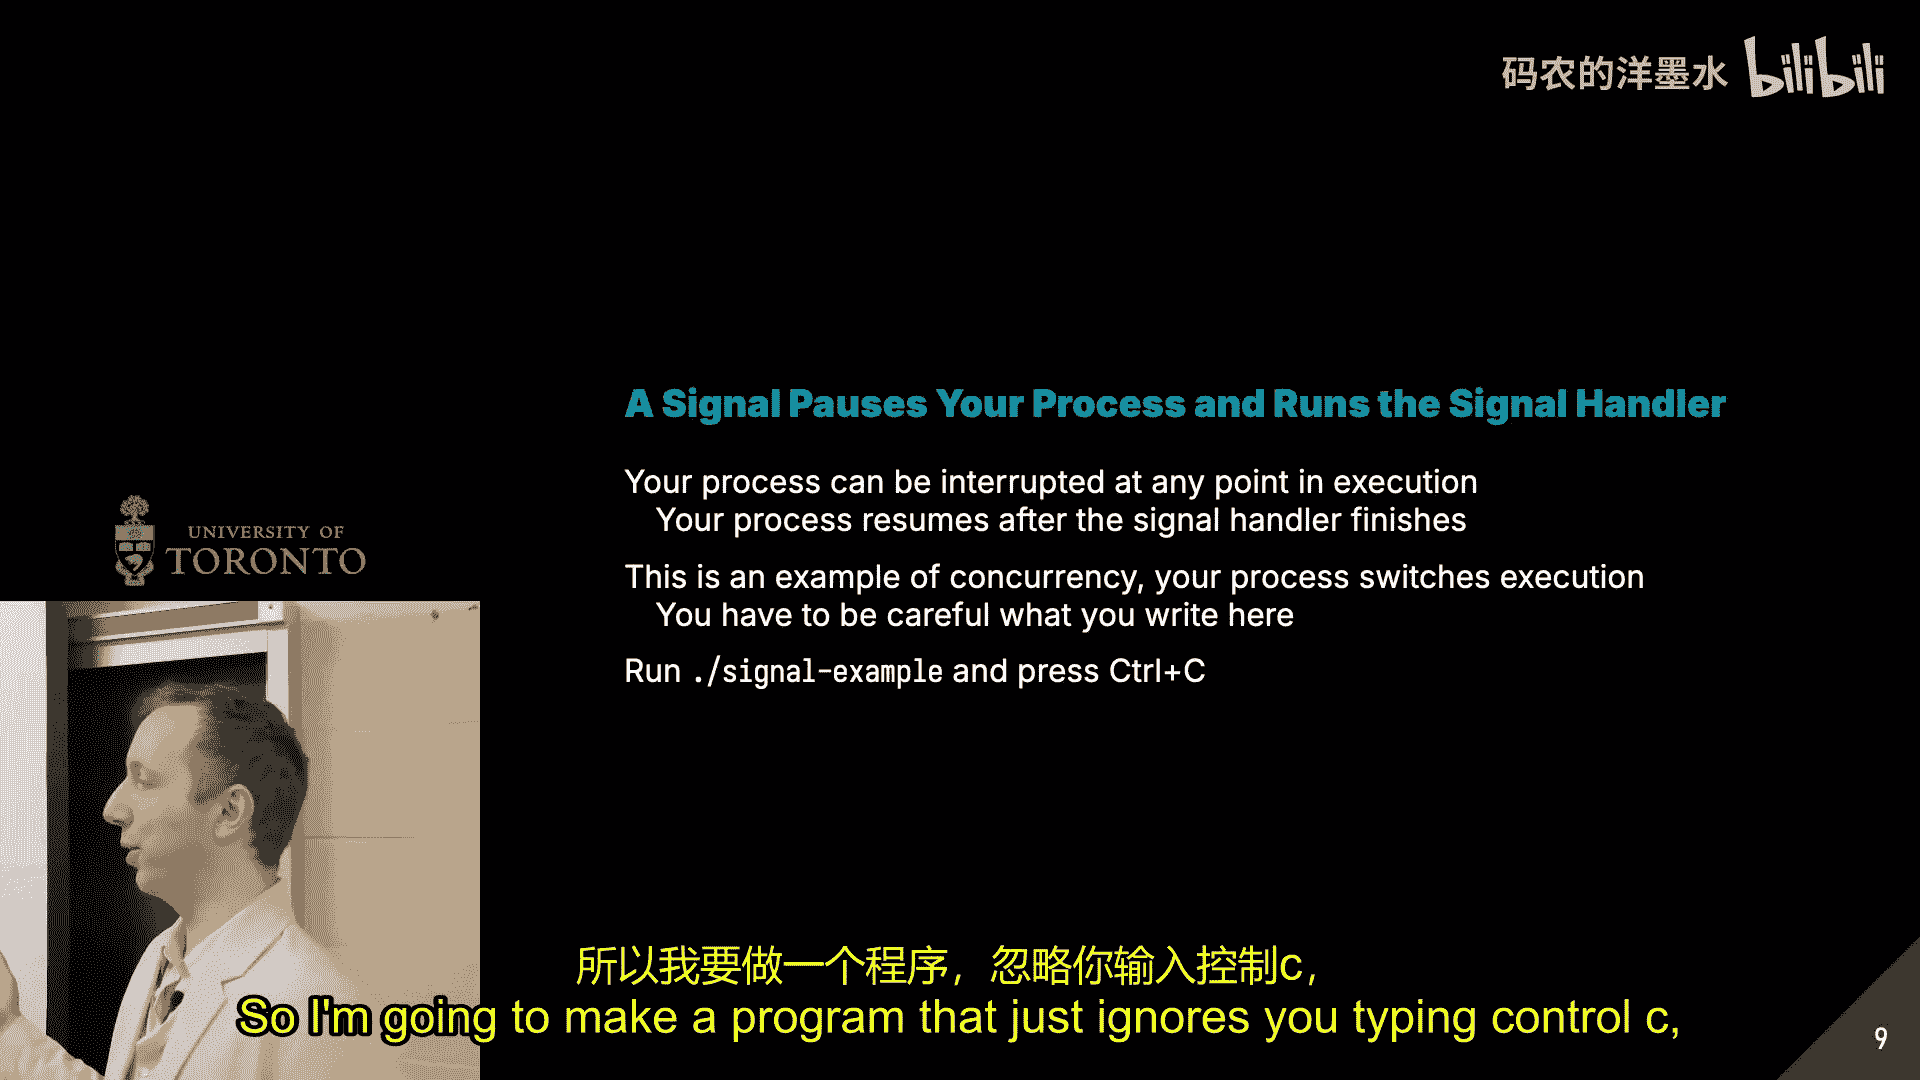 码农的洋墨水 bilibili
A Signal Pauses Your Process and Runs the Signal Handler
Your process can be interrupted at any point in execution
Your process resumes after the signal handler finishes
This is an example of concurrency, your process switches execution
You have to be careful what you write here
Run ./signal-example and press Ctrl+C
UNIVERSITY OF
TORONTO
所以我要做一个程序，忽略你输入控制c，
So I'm going to make a program that just ignores you typing control c,
9